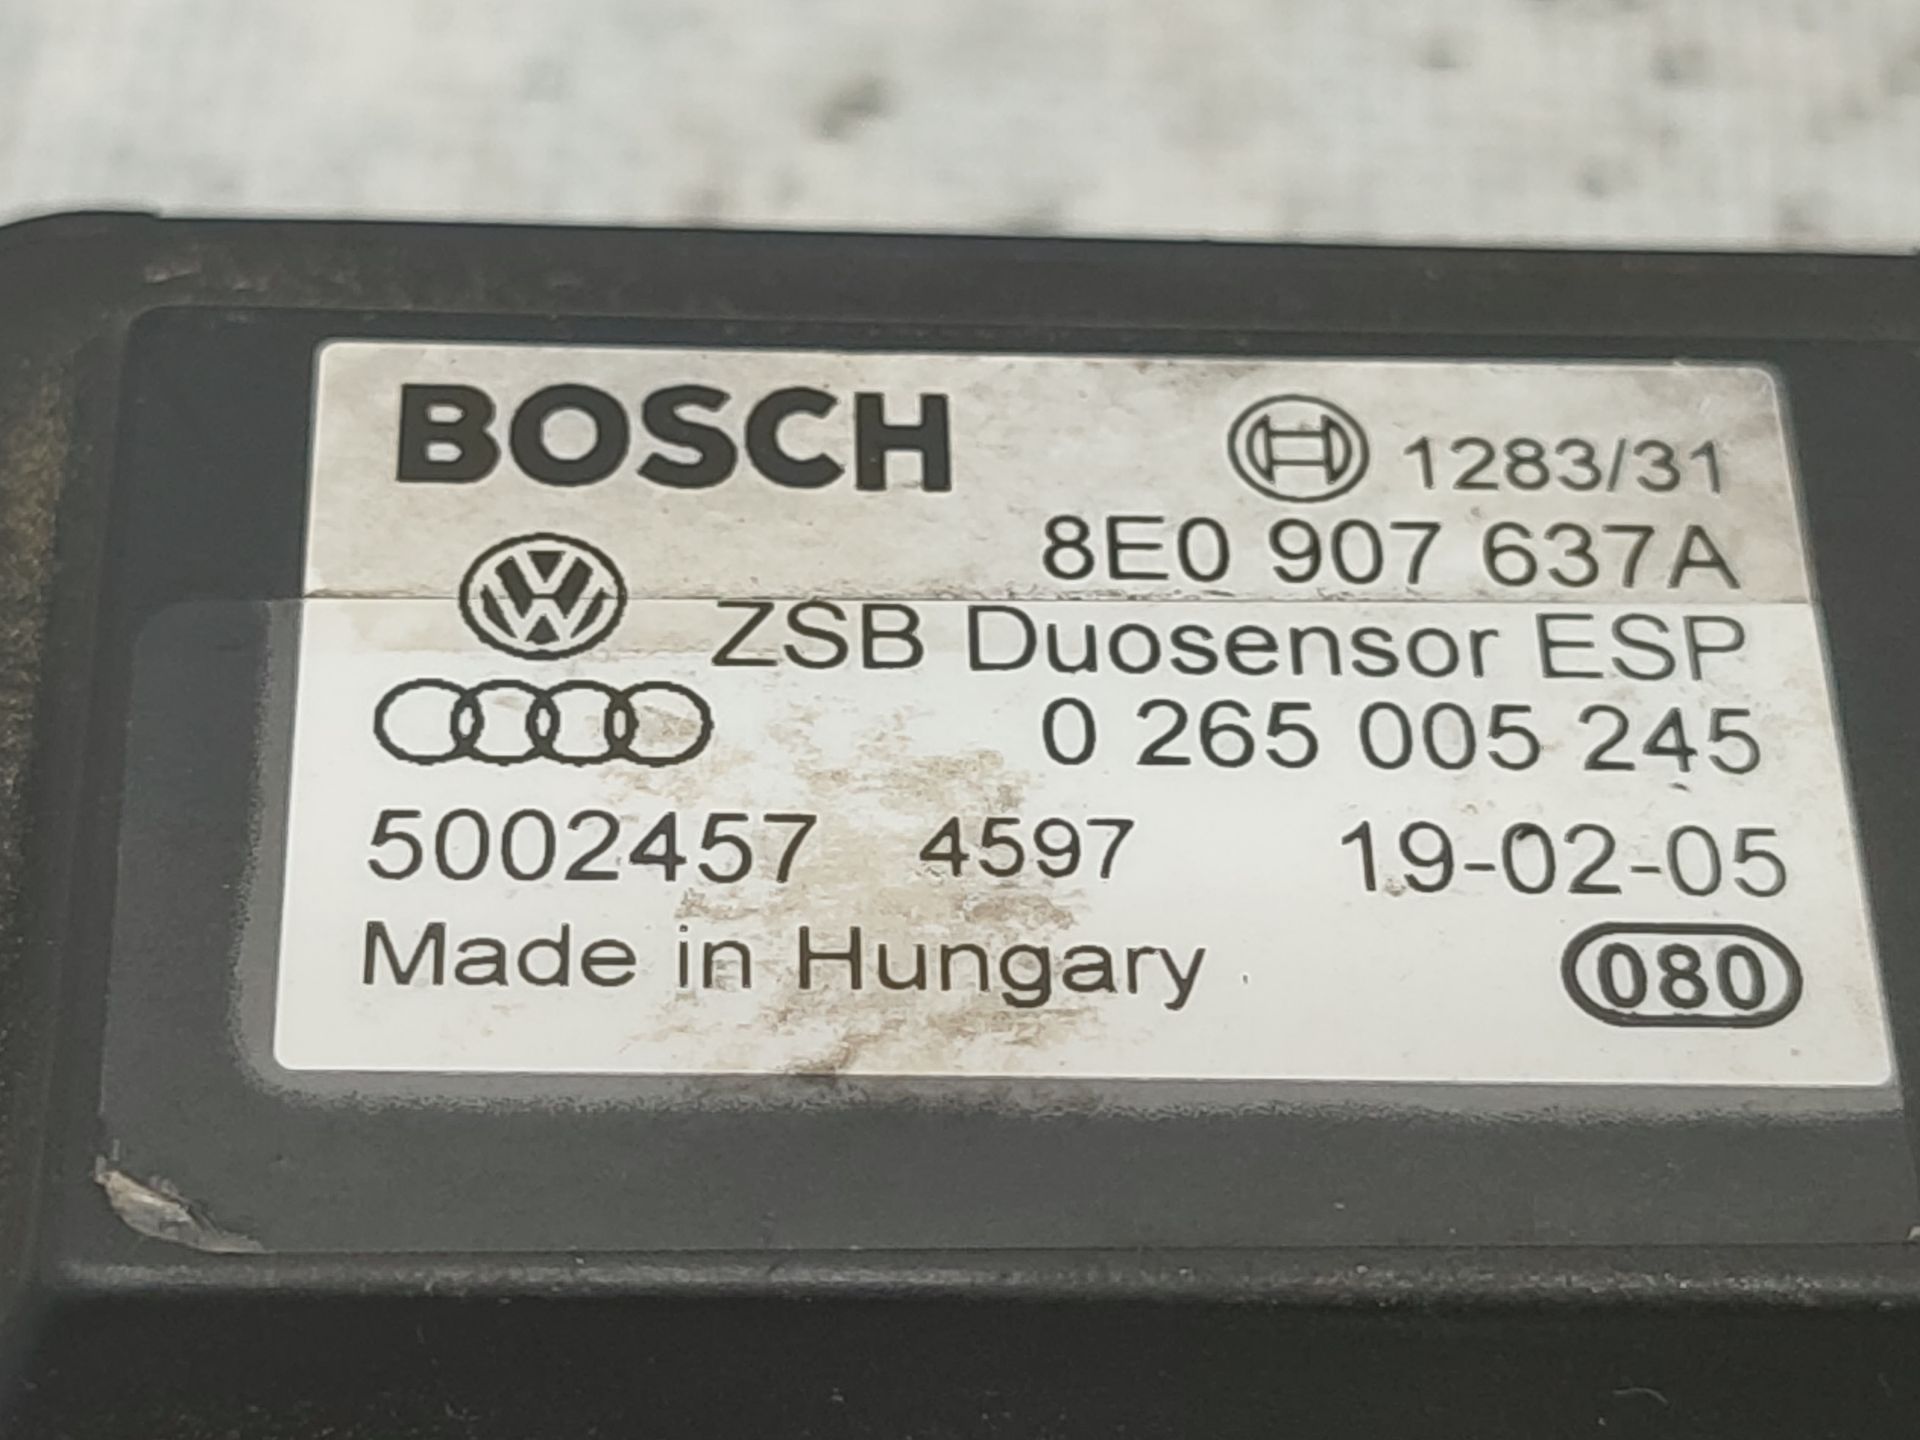 BOSCH 1283/31
8E0 907 637A
ZSB Duosensor ESP
0 265 005 245
5002457 4597 19-02-05
Made in Hungary 080